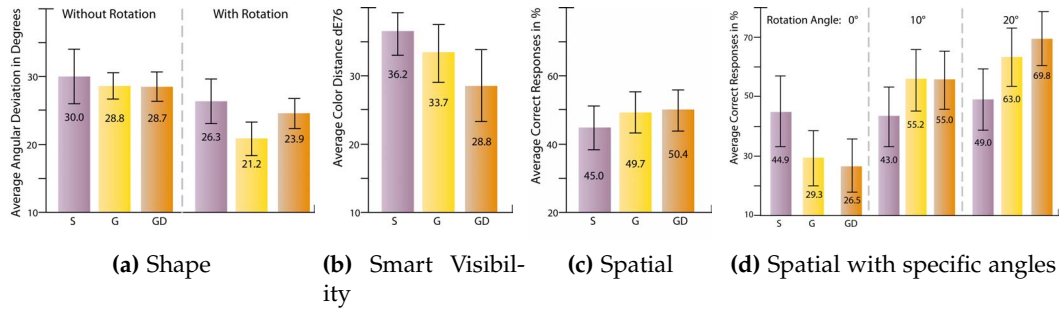 Without Rotation
With Rotation
Average Angular Deviation in Degrees
30
20
10
30.0
28.8
28.7
26.3
21.2
23.9
S G GD
(a) Shape
Average Color Distance dE76
30
20
10
36.2
33.7
28.8
S G GD
(b) Smart Visibil-
ity
Average Correct Responses in %
80
60
40
20
45.0
49.7
50.4
S G GD
(c) Spatial
Average Correct Responses in %
Rotation Angle: 0° 10° 20°
70
50
30
10
44.9
29.3
26.5
43.0
55.2
55.0
49.0
63.0
69.8
S G GD
(d) Spatial with specific angles